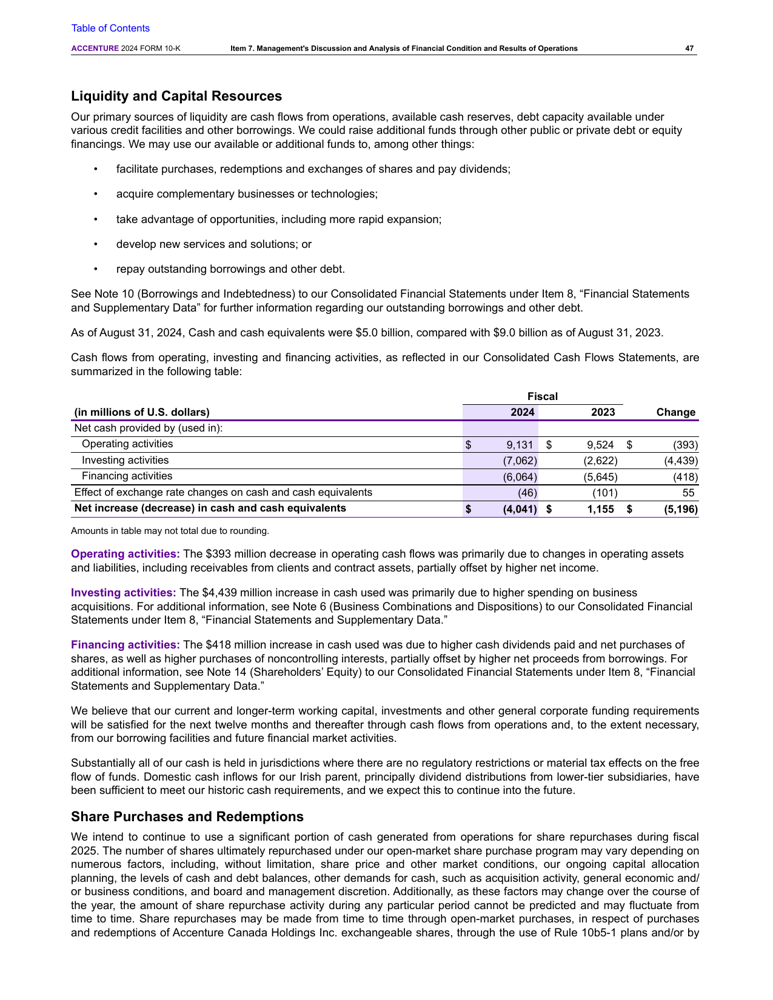 Table of Contents
ACCENTURE 2024 FORM 10-K Item 7. Management's Discussion and Analysis of Financial Condition and Results of Operations 47
Liquidity and Capital Resources
Our primary sources of liquidity are cash flows from operations, available cash reserves, debt capacity available under
various credit facilities and other borrowings. We could raise additional funds through other public or private debt or equity
financings. We may use our available or additional funds to, among other things:
• facilitate purchases, redemptions and exchanges of shares and pay dividends;
• acquire complementary businesses or technologies;
• take advantage of opportunities, including more rapid expansion;
• develop new services and solutions; or
• repay outstanding borrowings and other debt.
See Note 10 (Borrowings and Indebtedness) to our Consolidated Financial Statements under Item 8, “Financial Statements
and Supplementary Data” for further information regarding our outstanding borrowings and other debt.
As of August 31, 2024, Cash and cash equivalents were $5.0 billion, compared with $9.0 billion as of August 31, 2023.
Cash flows from operating, investing and financing activities, as reflected in our Consolidated Cash Flows Statements, are
summarized in the following table:
Fiscal
(in millions of U.S. dollars) 2024 2023 Change
Net cash provided by (used in):
Operating activities $ 9,131 $ 9,524 $ (393)
Investing activities (7,062) (2,622) (4,439)
Financing activities (6,064) (5,645) (418)
Effect of exchange rate changes on cash and cash equivalents (46) (101) 55
Net increase (decrease) in cash and cash equivalents $ (4,041) $ 1,155 $ (5,196)
Amounts in table may not total due to rounding.
Operating activities: The $393 million decrease in operating cash flows was primarily due to changes in operating assets
and liabilities, including receivables from clients and contract assets, partially offset by higher net income.
Investing activities: The $4,439 million increase in cash used was primarily due to higher spending on business
acquisitions. For additional information, see Note 6 (Business Combinations and Dispositions) to our Consolidated Financial
Statements under Item 8, “Financial Statements and Supplementary Data.”
Financing activities: The $418 million increase in cash used was due to higher cash dividends paid and net purchases of
shares, as well as higher purchases of noncontrolling interests, partially offset by higher net proceeds from borrowings. For
additional information, see Note 14 (Shareholders’ Equity) to our Consolidated Financial Statements under Item 8, “Financial
Statements and Supplementary Data.”
We believe that our current and longer-term working capital, investments and other general corporate funding requirements
will be satisfied for the next twelve months and thereafter through cash flows from operations and, to the extent necessary,
from our borrowing facilities and future financial market activities.
Substantially all of our cash is held in jurisdictions where there are no regulatory restrictions or material tax effects on the free
flow of funds. Domestic cash inflows for our Irish parent, principally dividend distributions from lower-tier subsidiaries, have
been sufficient to meet our historic cash requirements, and we expect this to continue into the future.
Share Purchases and Redemptions
We intend to continue to use a significant portion of cash generated from operations for share repurchases during fiscal
2025. The number of shares ultimately repurchased under our open-market share purchase program may vary depending on
numerous factors, including, without limitation, share price and other market conditions, our ongoing capital allocation
planning, the levels of cash and debt balances, other demands for cash, such as acquisition activity, general economic and/
or business conditions, and board and management discretion. Additionally, as these factors may change over the course of
the year, the amount of share repurchase activity during any particular period cannot be predicted and may fluctuate from
time to time. Share repurchases may be made from time to time through open-market purchases, in respect of purchases
and redemptions of Accenture Canada Holdings Inc. exchangeable shares, through the use of Rule 10b5-1 plans and/or by